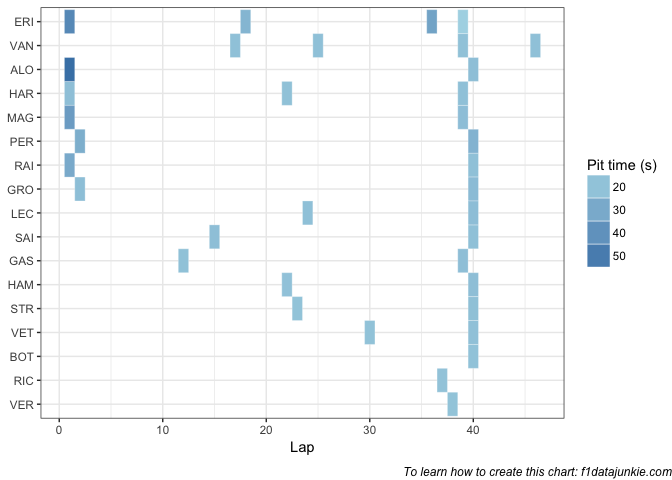 ERI
VAN
ALO
HAR
MAG
PER
RAI
GRO
LEC
SAI
GAS
HAM
STR
VET
BOT
RIC
VER
0 10 20 30 40
Lap
Pit time (s)
20
30
40
50
To learn how to create this chart: f1datajunkie.com